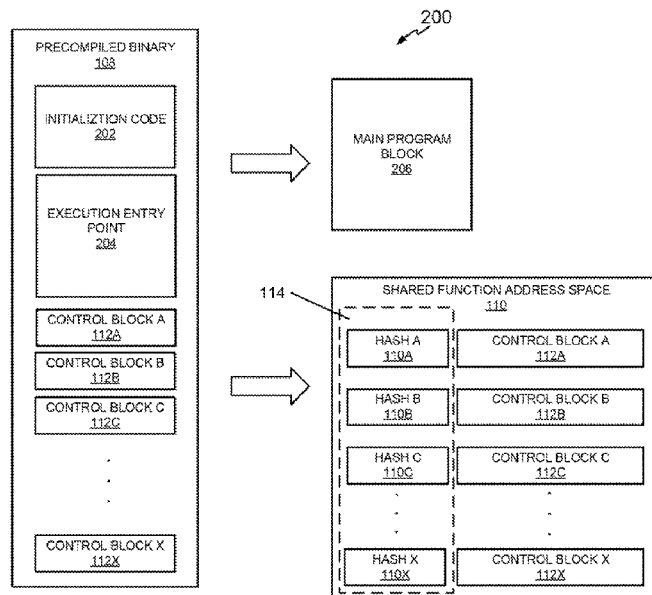 200
PRECOMPILED BINARY
108
INITIALIZTION CODE
202
EXECUTION ENTRY
POINT
204
CONTROL BLOCK A
112A
CONTROL BLOCK B
112B
CONTROL BLOCK C
112C
CONTROL BLOCK X
112X
MAIN PROGRAM
BLOCK
206
114
SHARED FUNCTION ADDRESS SPACE
110
HASH A
110A
CONTROL BLOCK A
112A
HASH B
110B
CONTROL BLOCK B
112B
HASH C
110C
CONTROL BLOCK C
112C
HASH X
110X
CONTROL BLOCK X
112X